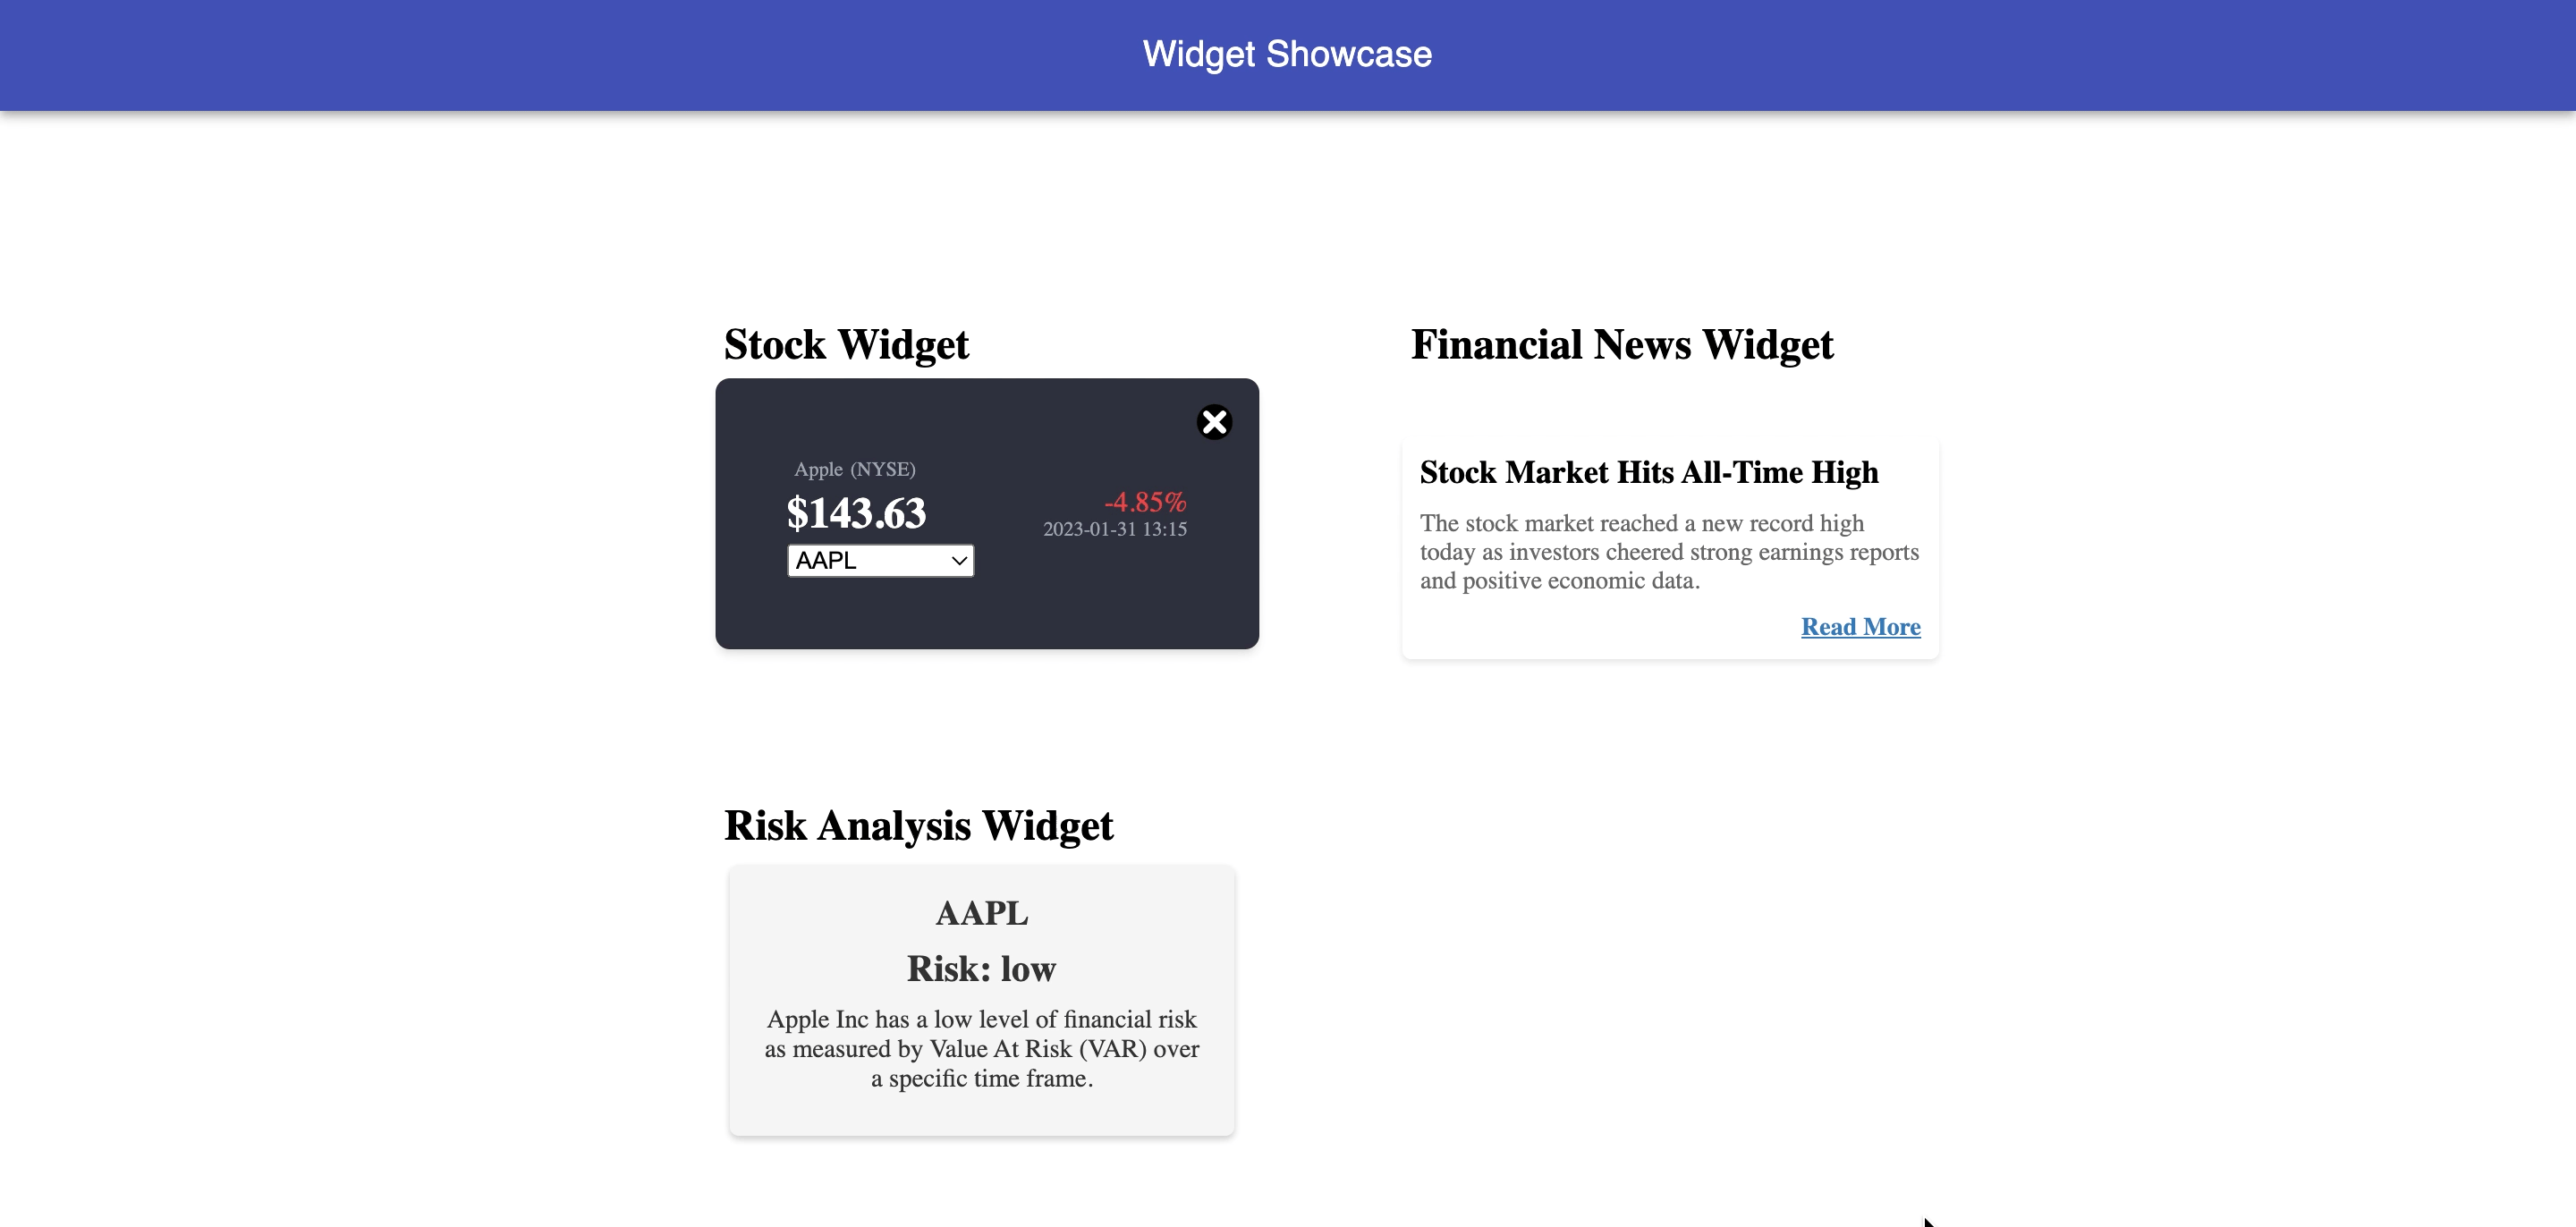 Widget Showcase
Stock Widget
Apple (NYSE)
$143.63
AAPL
-4.85%
2023-01-31 13:15
Financial News Widget
Stock Market Hits All-Time High
The stock market reached a new record high
today as investors cheered strong earnings reports
and positive economic data.
Read More
Risk Analysis Widget
AAPL
Risk: low
Apple Inc has a low level of financial risk
as measured by Value At Risk (VAR) over
a specific time frame.